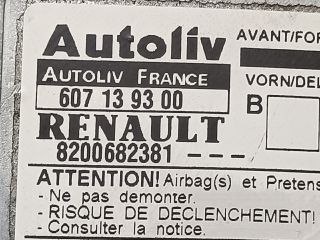 Autoliv
AVANT/FOR
AUTOLIV FRANCE
VORN/DEL
607 13 93 00
B
RENAULT
8200682381 ---
ATTENTION! Airbag(s) et Pretens
- Ne pas demonter.
- RISQUE DE DECLENCHEMENT!
- Consulter la notice.